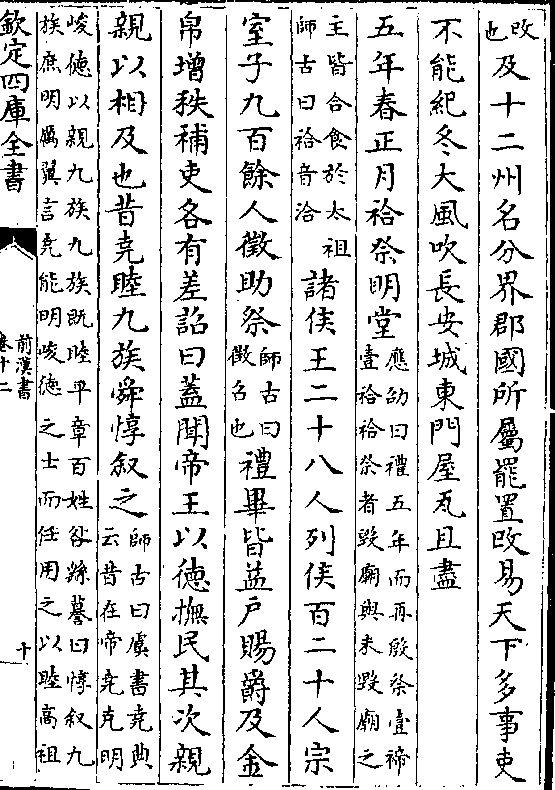 攺也及十二州名分界郡國所屬罷置攺易天下多事吏
不能紀冬大風吹長安城東門屋瓦且盡
五年春正月祫祭明堂應劭曰禮五年而再殷祭壹禘壹祫祫祭者毀廟與未毀廟之
主皆合食於太祖師古曰祫音洽諸侯王二十八人列侯百二十人宗
室子九百餘人徵助祭師古曰徵召也禮畢皆益戶賜爵及金
帛增秩補吏各有差詔曰蓋聞帝王以德撫民其次親
親以相及也昔堯睦九族舜惇叙之師古曰虞書堯典云昔在帝堯克明
峻德以親九族九族既睦平章百姓咎繇謩曰惇叙九
族庶明厲翼言堯能明峻德之士而任用之以睦高祖
欽定四庫全書
前漢書
卷十二
十